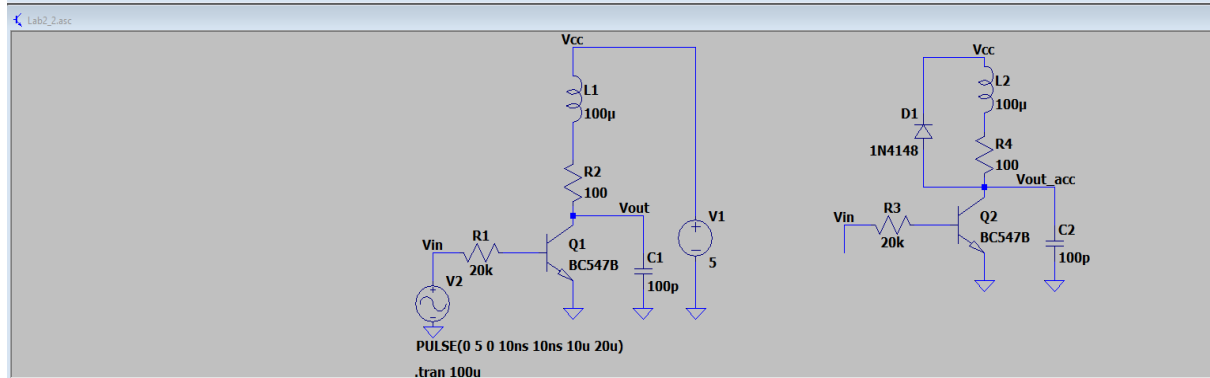 Lab2_2.asc
Vcc
L1
100µ
R2
100
Vout
V1
5
Vin
R1
20k
Q1
BC547B
C1
100p
V2
PULSE(0 5 0 10ns 10ns 10u 20u)
.tran 100u
Vcc
L2
100µ
D1
1N4148
R4
100
Vout_acc
Vin
R3
20k
Q2
BC547B
C2
100p